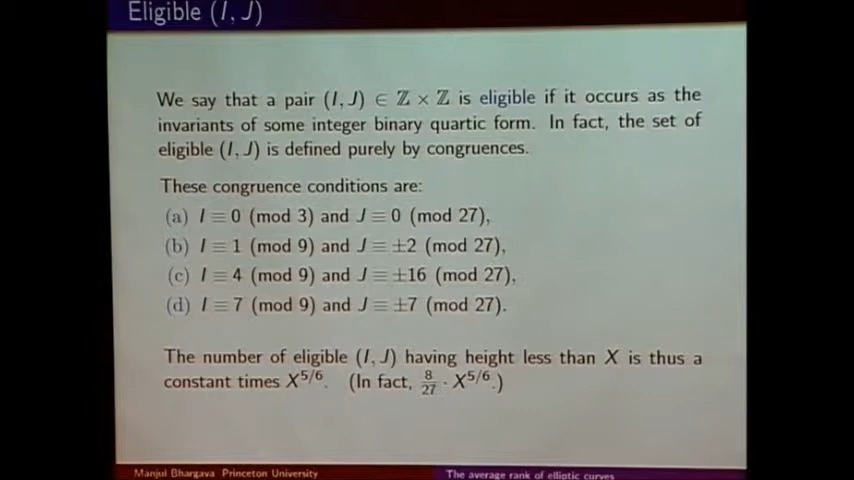 Eligible (I, J)
We say that a pair (I, J) ∈ ℤ × ℤ is eligible if it occurs as the
invariants of some integer binary quartic form. In fact, the set of
eligible (I, J) is defined purely by congruences.
These congruence conditions are:
(a) I ≡ 0 (mod 3) and J ≡ 0 (mod 27),
(b) I ≡ 1 (mod 9) and J ≡ ±2 (mod 27),
(c) I ≡ 4 (mod 9) and J ≡ ±16 (mod 27),
(d) I ≡ 7 (mod 9) and J ≡ ±7 (mod 27).
The number of eligible (I, J) having height less than X is thus a
constant times X^{5/6}. (In fact, 8/27 · X^{5/6}.)
Manjul Bhargava Princeton University
The average rank of elliptic curves